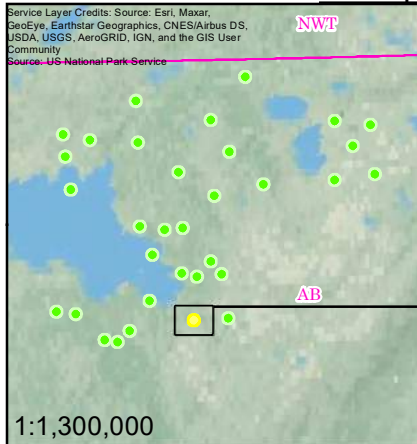 Service Layer Credits: Source: Esri, Maxar,
GeoEye, Earthstar Geographics, CNES/Airbus DS,
USDA, USGS, AeroGRID, IGN, and the GIS User
Community
Source: US National Park Service
NWT
AB
1:1,300,000